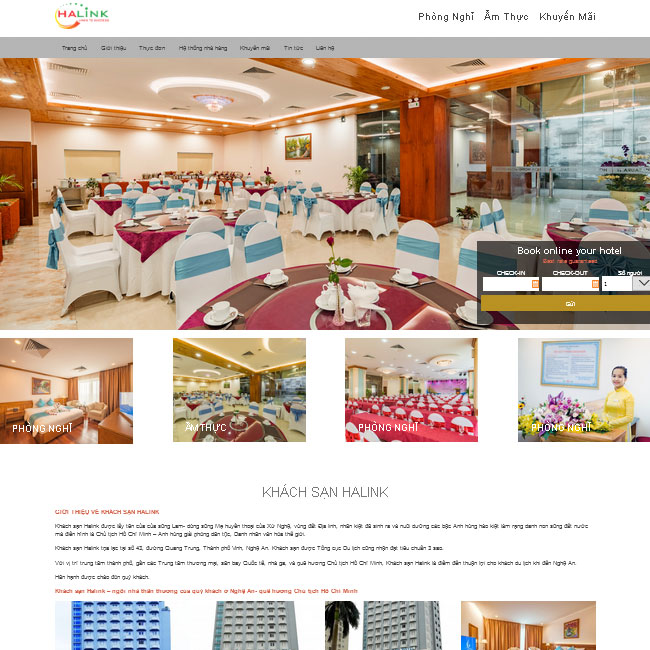 HALINK
Phòng Nghỉ Ẩm Thực Khuyến Mãi
Trang chủ Giới thiệu Thực đơn Hệ thống nhà hàng Khuyến mãi Tin tức Liên hệ
Book online your hotel
Best rate guaranteed
CHECK-IN CHECK-OUT Số người
1
Gửi
PHÒNG NGHỈ
ẨM THỰC
PHÒNG NGHỈ
PHÒNG NGHỈ
KHÁCH SẠN HALINK
GIỚI THIỆU VỀ KHÁCH SẠN HALINK
Khách sạn Halink được lấy tên của của sông Lam- dòng sông Mẹ huyền thoại của Xứ Nghệ, vùng đất Địa linh, nhân kiệt đã sinh ra và nuôi dưỡng các bậc Anh hùng hào kiệt làm rạng danh non sông đất nước
mà điển hình là Chủ tịch Hồ Chí Minh – Anh hùng giải phóng dân tộc, Danh nhân văn hóa thế giới.
Khách sạn Halink tọa lạc tại số 43, đường Quang Trung, Thành phố Vinh, Nghệ An. Khách sạn được Tổng cục Du lịch công nhận đạt tiêu chuẩn 3 sao.
Với vị trí trung tâm thành phố, gần các Trung tâm thương mại, sân bay Quốc tế, nhà ga, và quê hương Chủ tịch Hồ Chí Minh, Khách sạn Halink là điểm đến thuận lợi cho khách du lịch khi đến Nghệ An.
Hân hạnh được chào đón quý khách.
Khách sạn Halink – ngôi nhà thân thương của quý khách ở Nghệ An- quê hương Chủ tịch Hồ Chí Minh